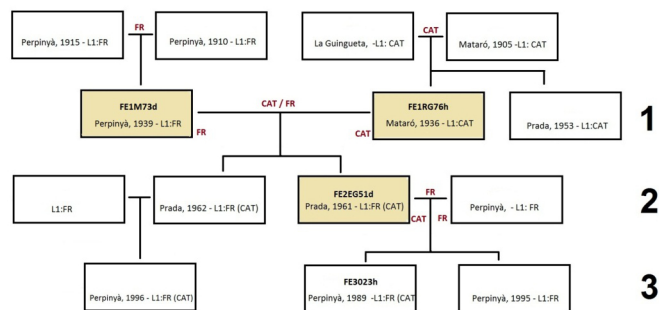 FR
CAT
Perpinyà, 1915 - L1:FR
Perpinyà, 1910 - L1:FR
La Guingueta, -L1: CAT
Mataró, 1905 -L1: CAT
FE1M73d
Perpinyà, 1939 - L1:FR
CAT / FR
FR
CAT
FE1RG76h
Mataró, 1936 - L1:CAT
Prada, 1953 - L1:CAT
1
L1:FR
Prada, 1962 - L1:FR (CAT)
FE2EG51d
Prada, 1961 - L1:FR (CAT)
FR
CAT
FR
Perpinyà, - L1: FR
2
Perpinyà, 1996 - L1:FR (CAT)
FE3023h
Perpinyà, 1989 -L1:FR (CAT
Perpinyà, 1995 - L1:FR
3